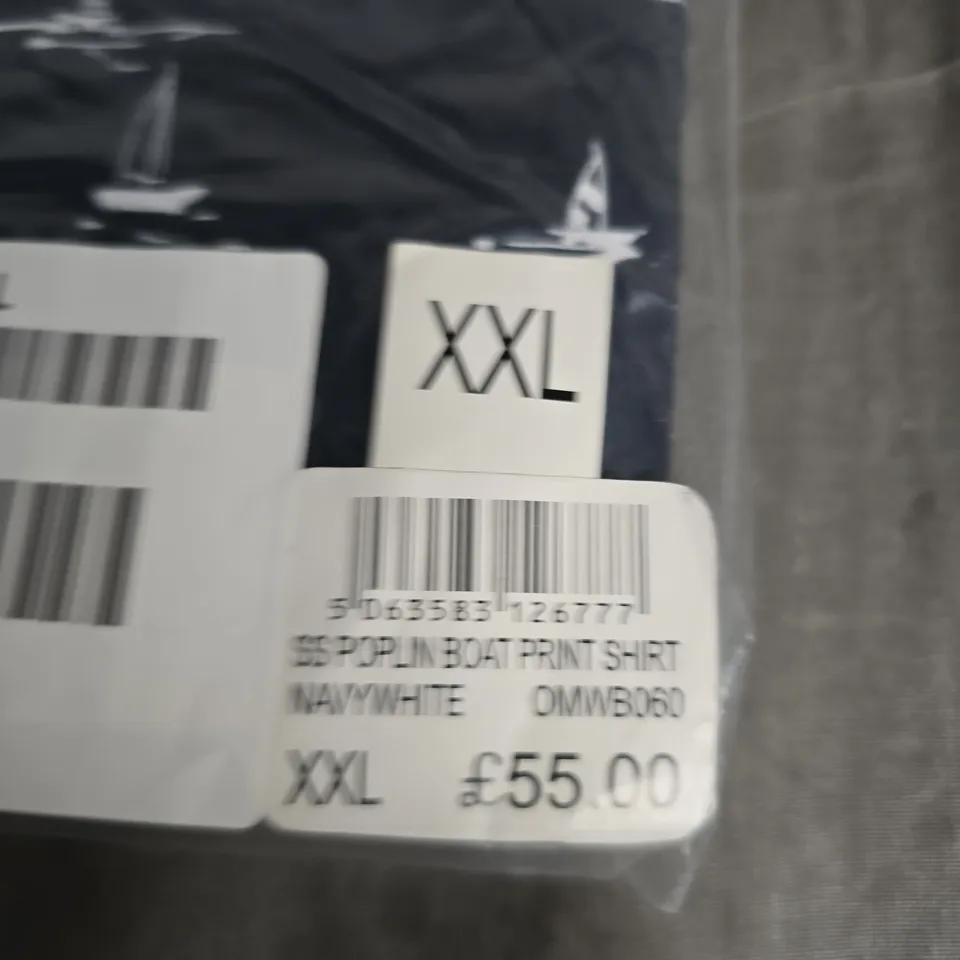 XXL
5 063583 126777
SS POPLIN BOAT PRINT SHIRT
NAVYWHITE OMWB060
XXL £55.00